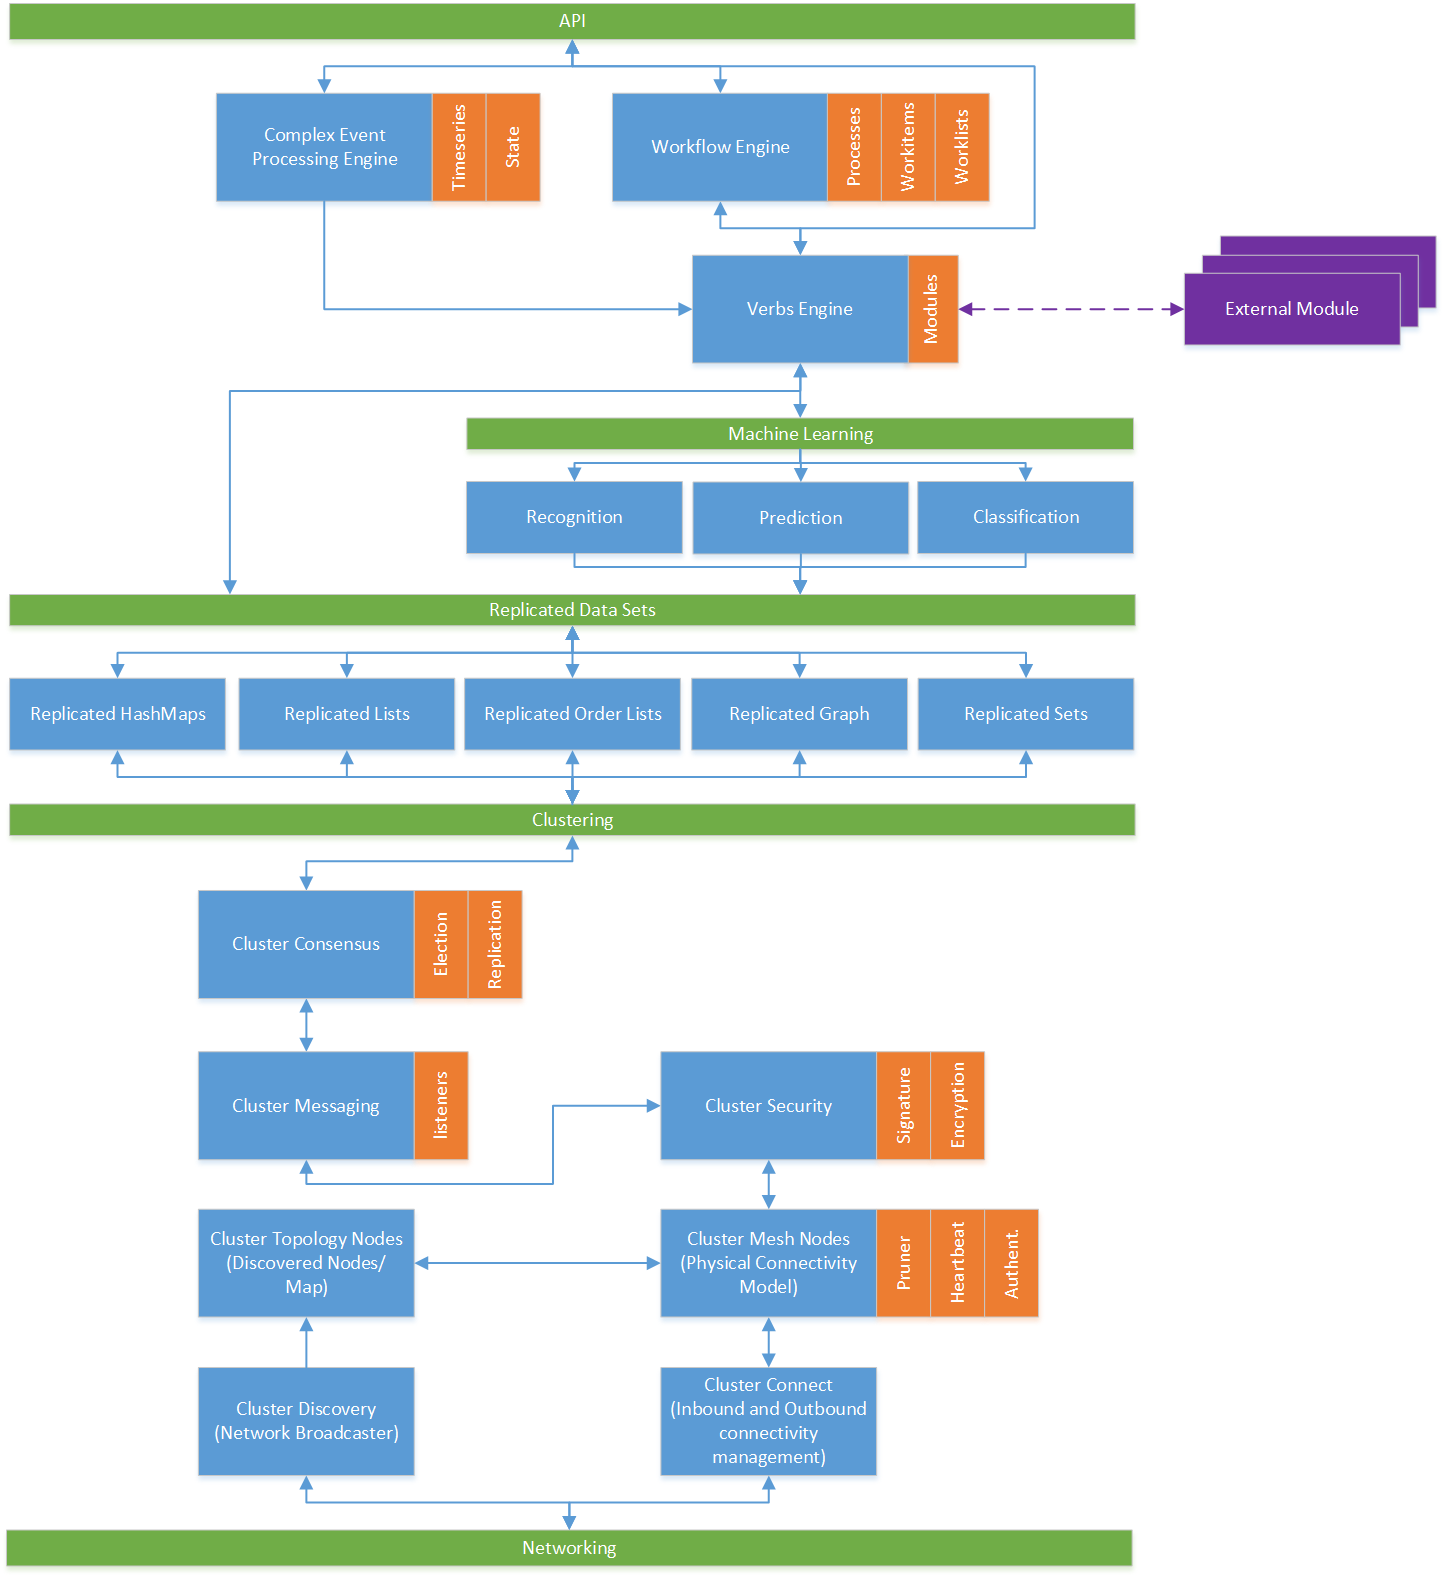 API
Complex Event
Processing Engine
Timeseries
State
Workflow Engine
Processes
Workitems
Worklists
Verbs Engine
Modules
External Module
Machine Learning
Recognition
Prediction
Classification
Replicated Data Sets
Replicated HashMaps
Replicated Lists
Replicated Order Lists
Replicated Graph
Replicated Sets
Clustering
Cluster Consensus
Election
Replication
Cluster Messaging
listeners
Cluster Security
Signature
Encryption
Cluster Topology Nodes
(Discovered Nodes/
Map)
Cluster Mesh Nodes
(Physical Connectivity
Model)
Pruner
Heartbeat
Authent.
Cluster Discovery
(Network Broadcaster)
Cluster Connect
(Inbound and Outbound
connectivity
management)
Networking